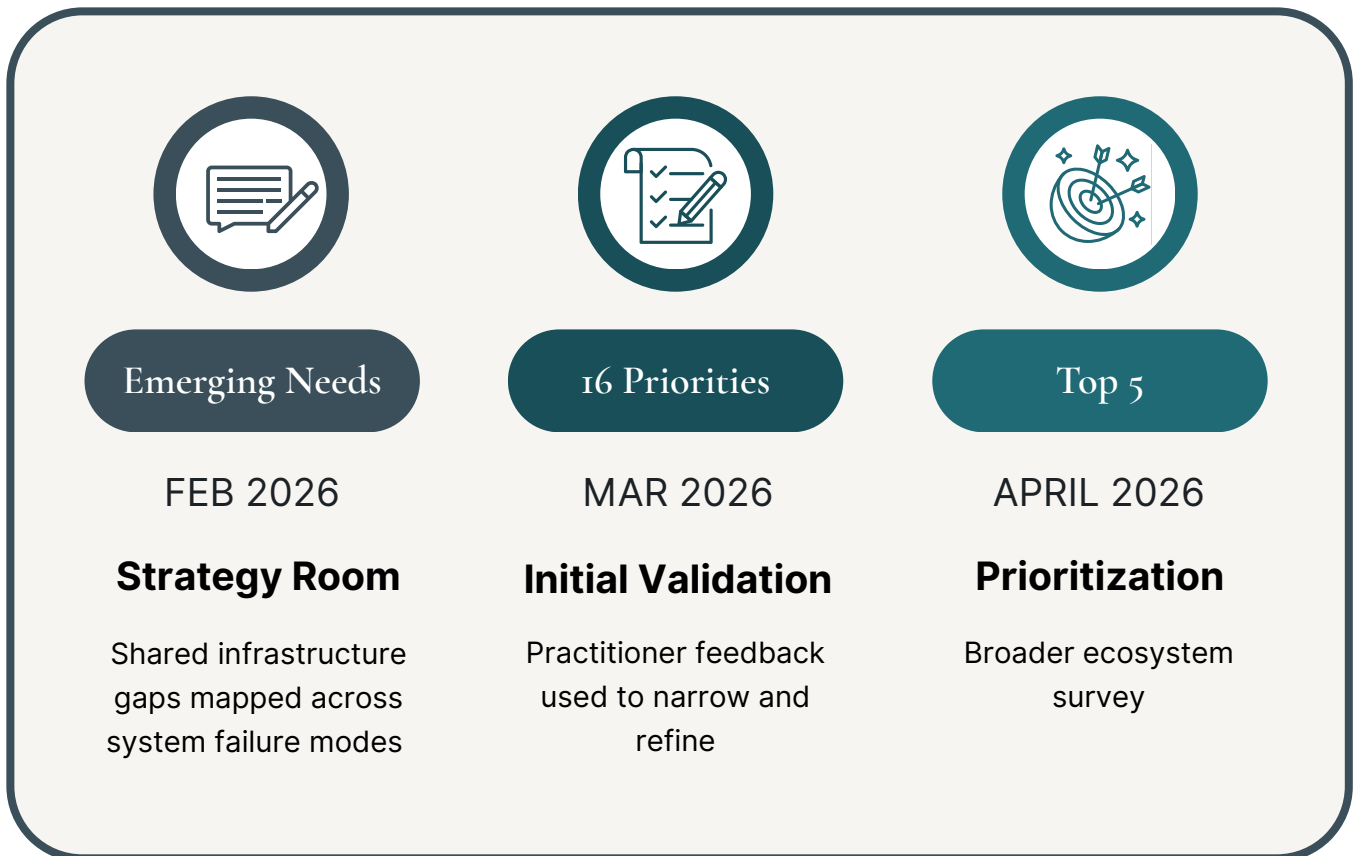 Emerging Needs
FEB 2026
Strategy Room
Shared infrastructure
gaps mapped across
system failure modes
16 Priorities
MAR 2026
Initial Validation
Practitioner feedback
used to narrow and
refine
Top 5
APRIL 2026
Prioritization
Broader ecosystem
survey